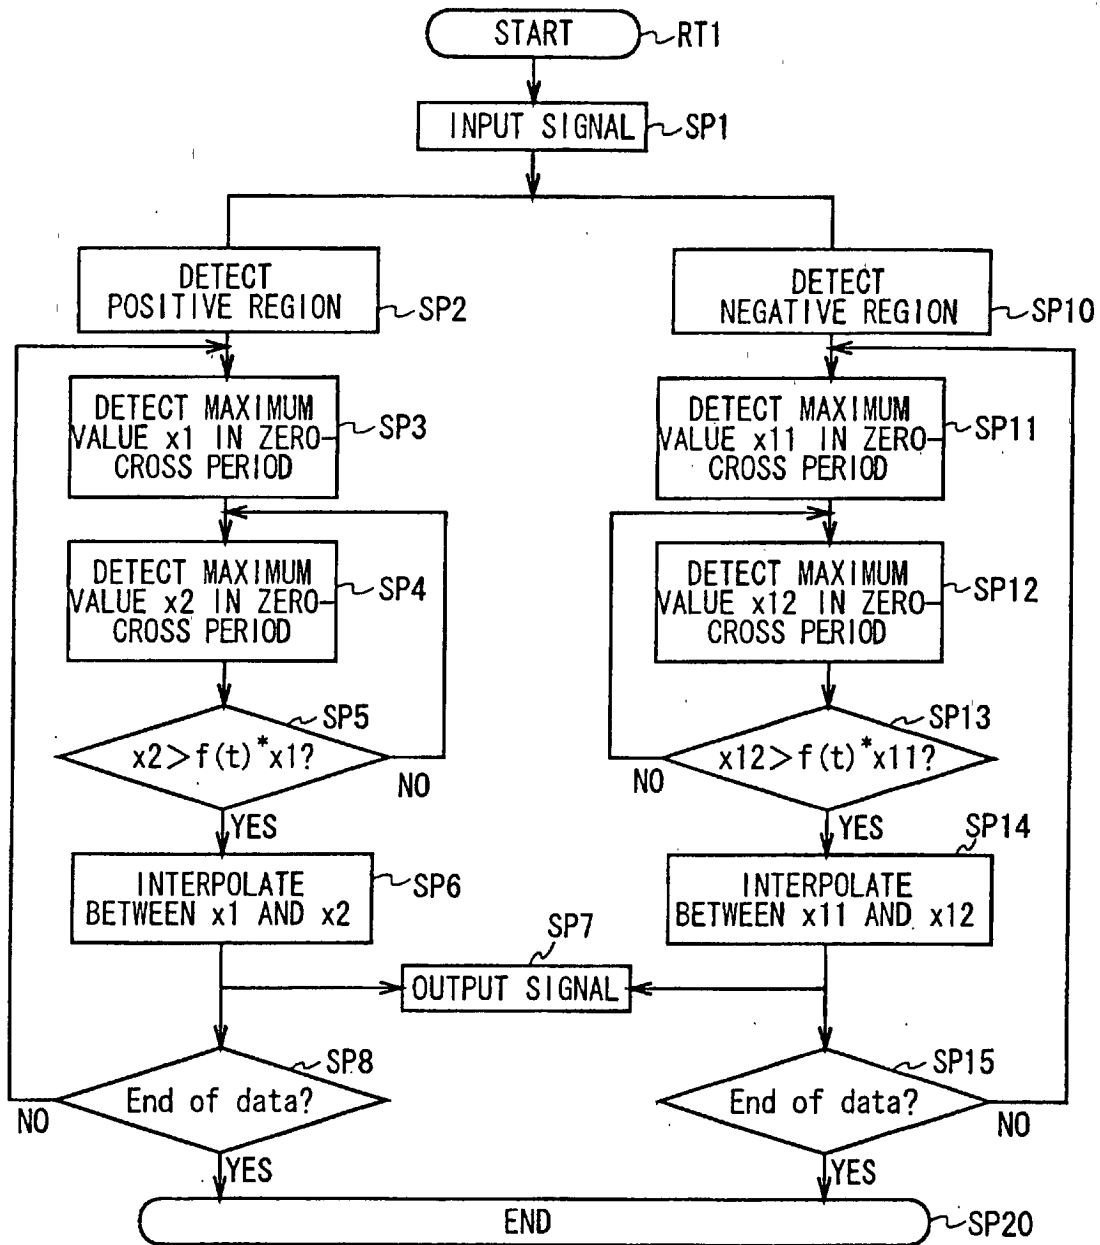 START
RT1
INPUT SIGNAL
SP1
DETECT
POSITIVE REGION
SP2
DETECT
NEGATIVE REGION
SP10
DETECT MAXIMUM
VALUE x1 IN ZERO-
CROSS PERIOD
SP3
DETECT MAXIMUM
VALUE x11 IN ZERO-
CROSS PERIOD
SP11
DETECT MAXIMUM
VALUE x2 IN ZERO-
CROSS PERIOD
SP4
DETECT MAXIMUM
VALUE x12 IN ZERO-
CROSS PERIOD
SP12
SP5
x2>f(t)*x1?
NO
YES
SP13
x12>f(t)*x11?
NO
YES
INTERPOLATE
BETWEEN x1 AND x2
SP6
SP14
INTERPOLATE
BETWEEN x11 AND x12
SP7
OUTPUT SIGNAL
SP8
End of data?
NO
YES
SP15
End of data?
NO
YES
END
SP20